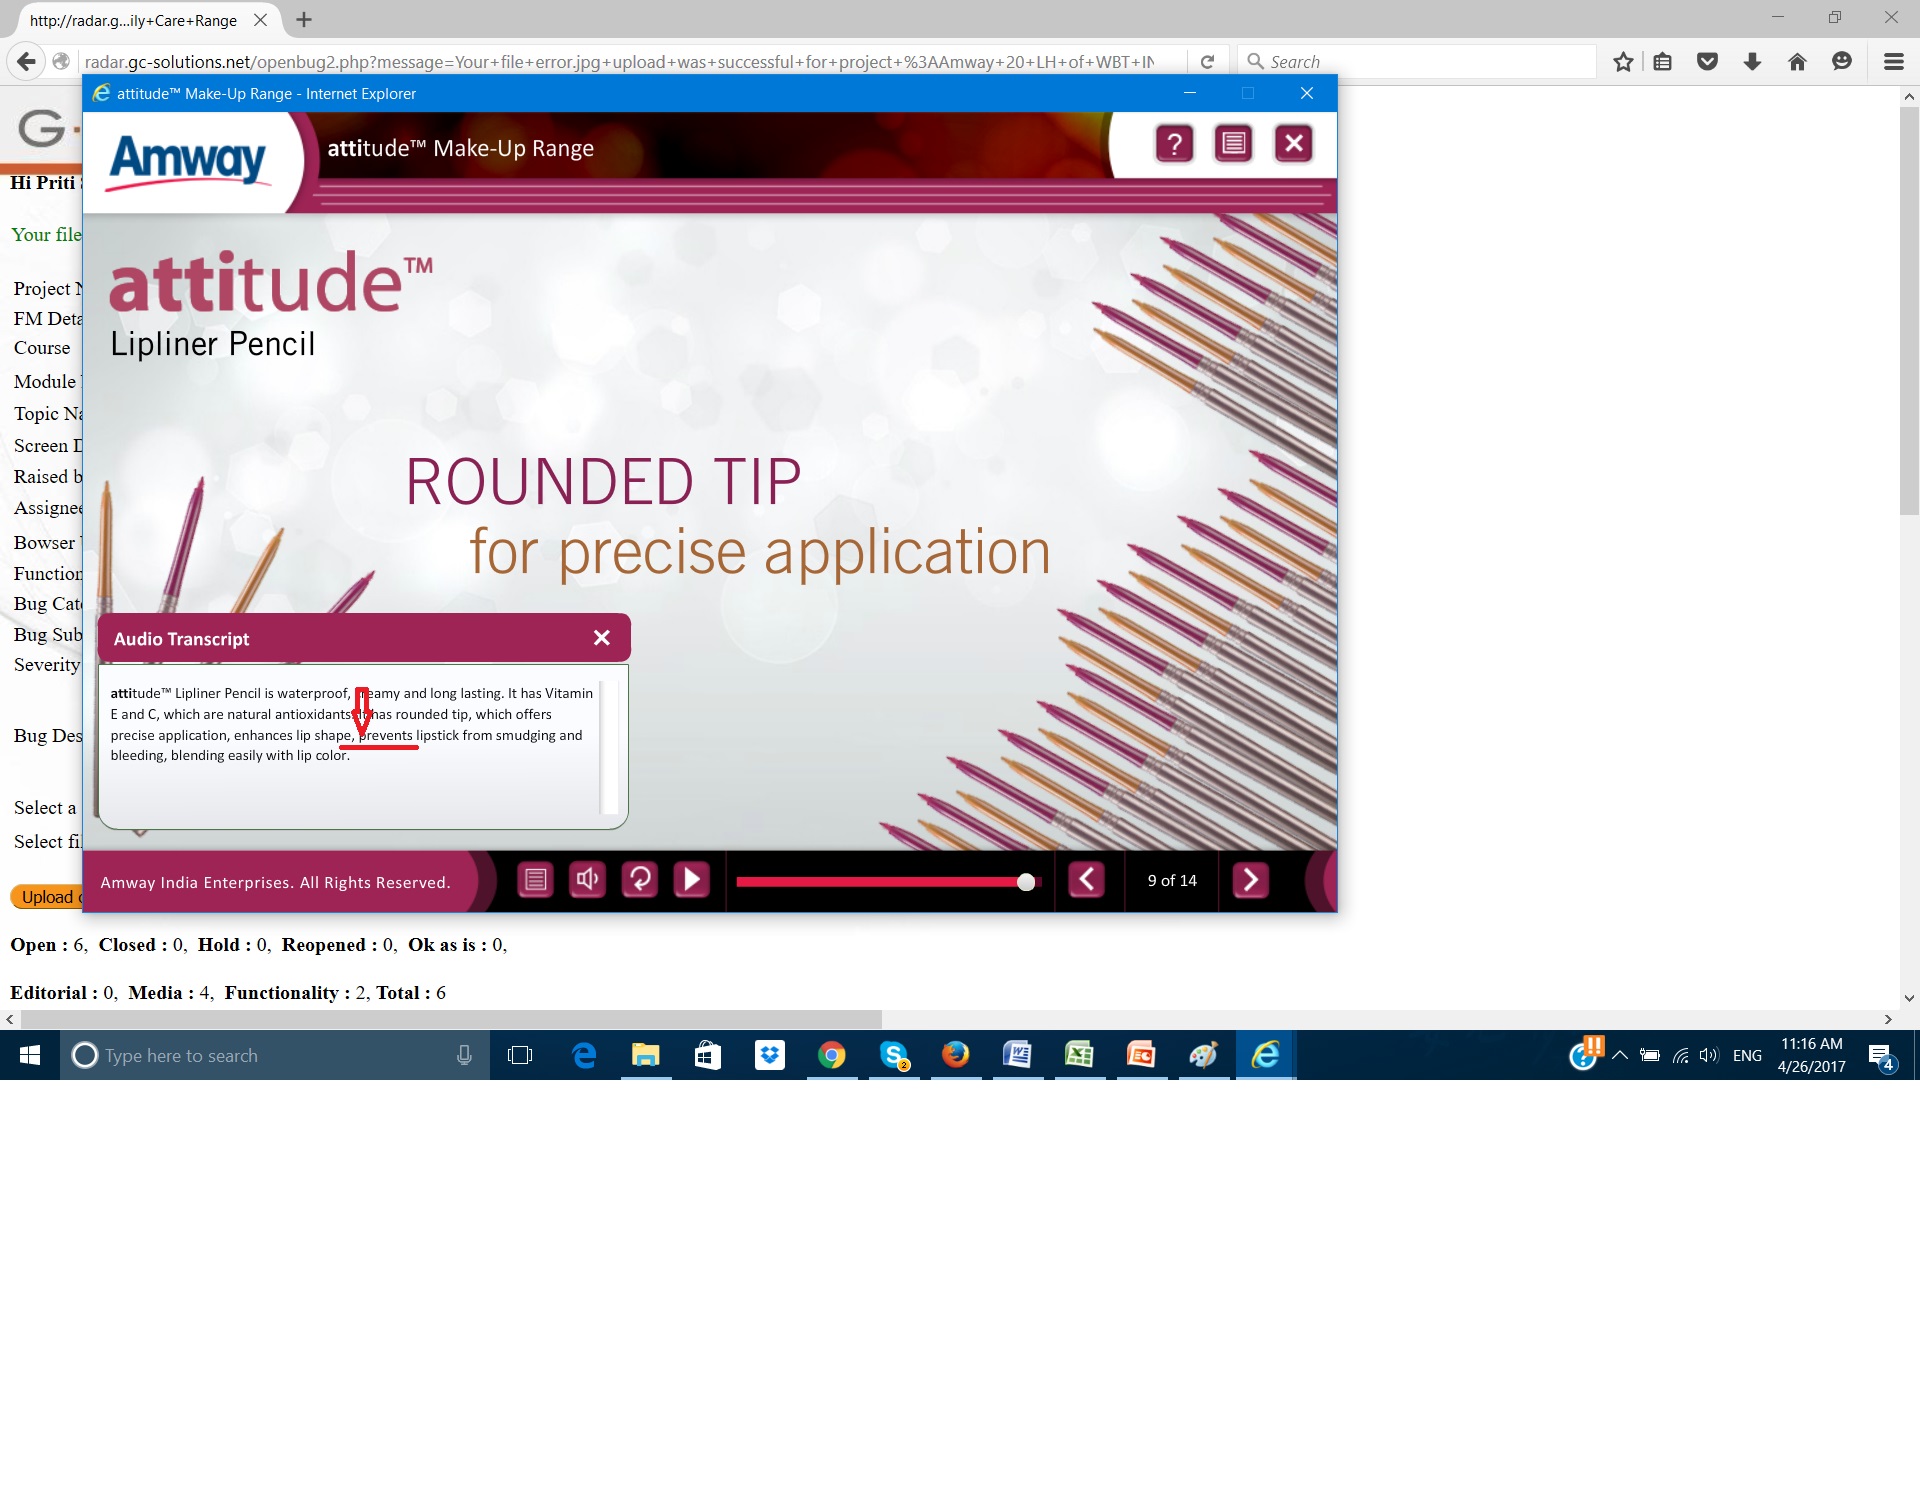 http://radar.g...ily+Care+Range
radar.gc-solutions.net/openbug2.php?message=Your+file+error.jpg+upload+was+successful+for+project+%3AAmway+20+LH+of+WBT+IN
Search
attitude™ Make-Up Range - Internet Explorer
G
Amway
attitude™ Make-Up Range
?
Hi Priti
Your file
attitude™
Lipliner Pencil
Project
FM Deta
Course
Module
Topic Na
Screen D
Raised b
Assignee
Bowser
Function
Bug Cate
Bug Sub
Severity
Bug Des
Select a
Select fi
Upload
ROUNDED TIP
for precise application
Audio Transcript
attitude™ Lipliner Pencil is waterproof, creamy and long lasting. It has Vitamin
E and C, which are natural antioxidants. It has rounded tip, which offers
precise application, enhances lip shape, prevents lipstick from smudging and
bleeding, blending easily with lip color.
Amway India Enterprises. All Rights Reserved.
9 of 14
Open : 6, Closed : 0, Hold : 0, Reopened : 0, Ok as is : 0,
Editorial : 0, Media : 4, Functionality : 2, Total : 6
Type here to search
2
ENG
11:16 AM
4/26/2017
4